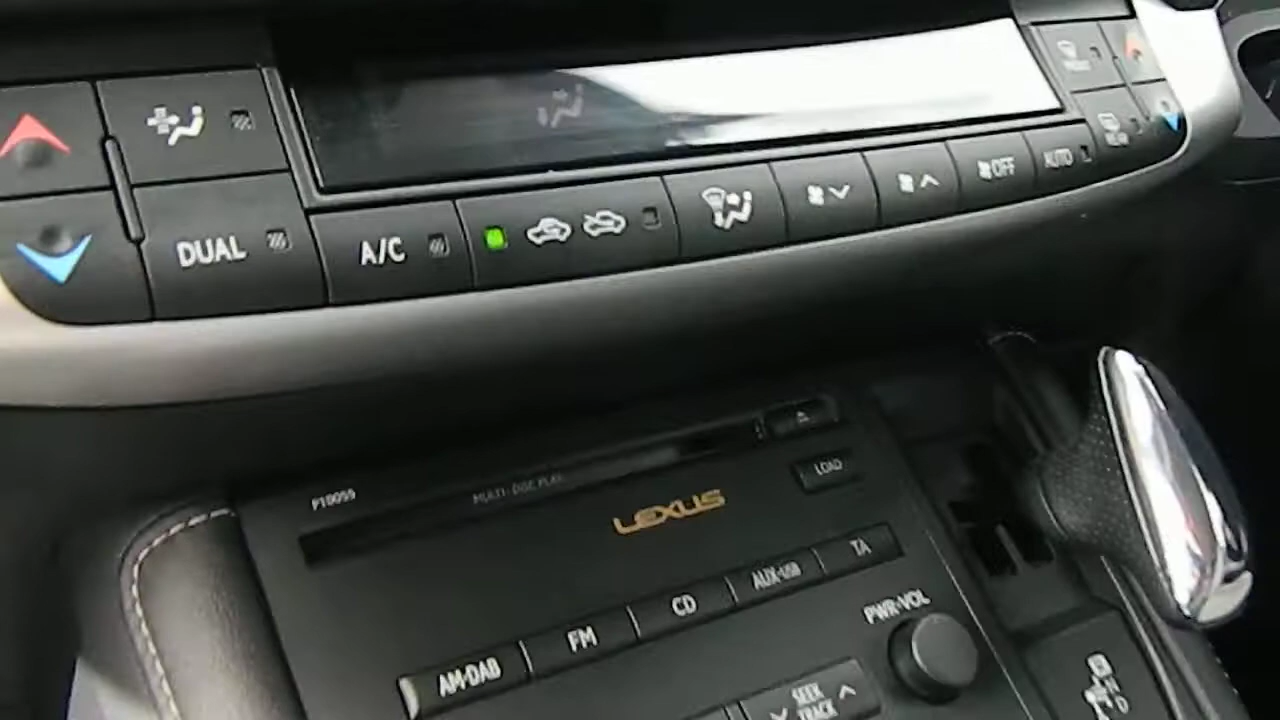 DUAL
A/C
OFF
AUTO
P10059
MULTI-DISC PLAY
LOAD
LEXUS
AM·DAB
FM
CD
AUX·USB
TA
PWR·VOL
SEEK
TRACK
N
D